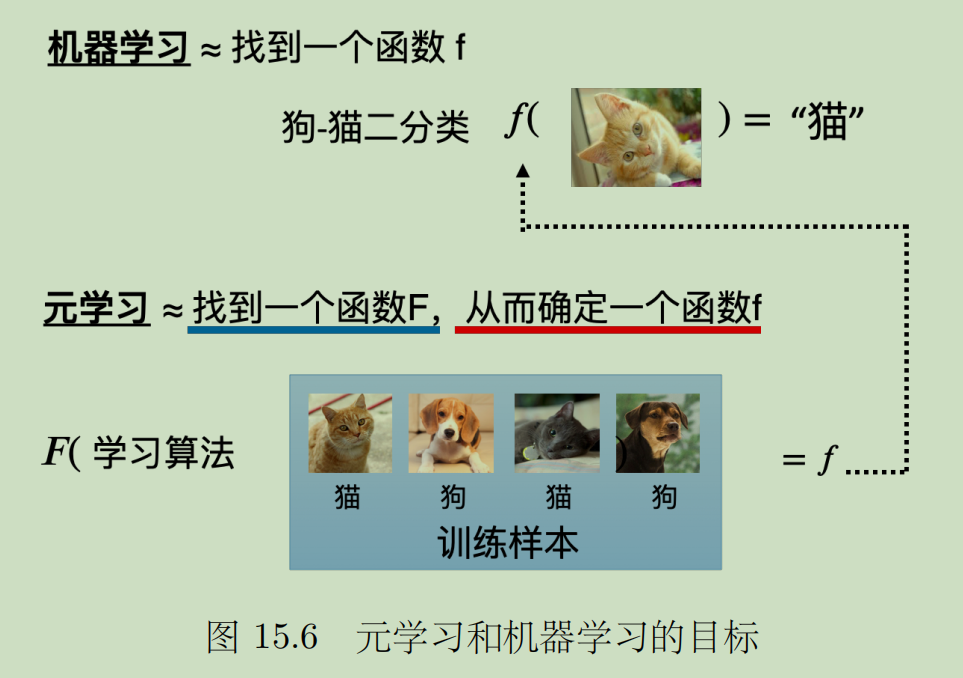 机器学习 ≈ 找到一个函数 f
狗-猫二分类 f( ) = “猫”
元学习 ≈ 找到一个函数F，从而确定一个函数f
F( 学习算法 ) = f
猫 狗 猫 狗
训练样本
图 15.6 元学习和机器学习的目标